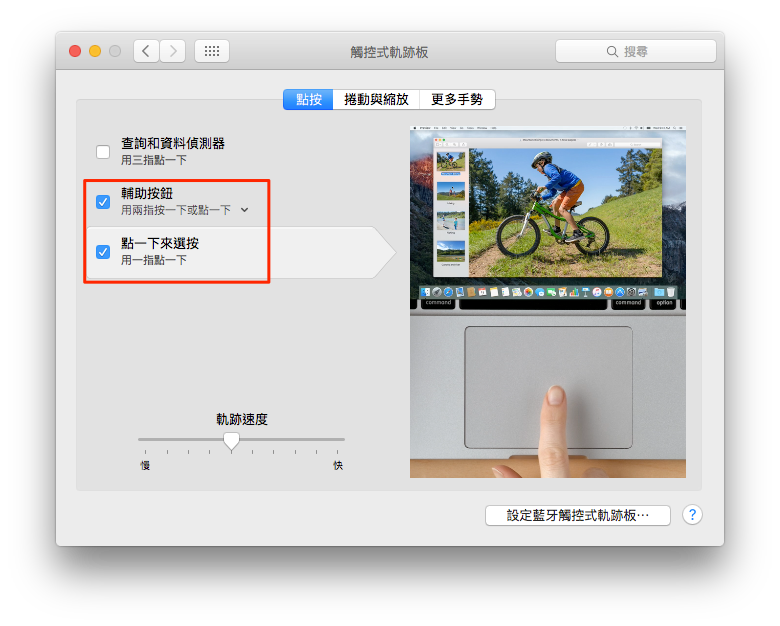 觸控式軌跡板
搜尋
點按
捲動與縮放
更多手勢
查詢和資料偵測器
用三指點一下
輔助按鈕
用兩指按一下或點一下
點一下來選按
用一指點一下
軌跡速度
慢
快
command
command
option
設定藍牙觸控式軌跡板…
?